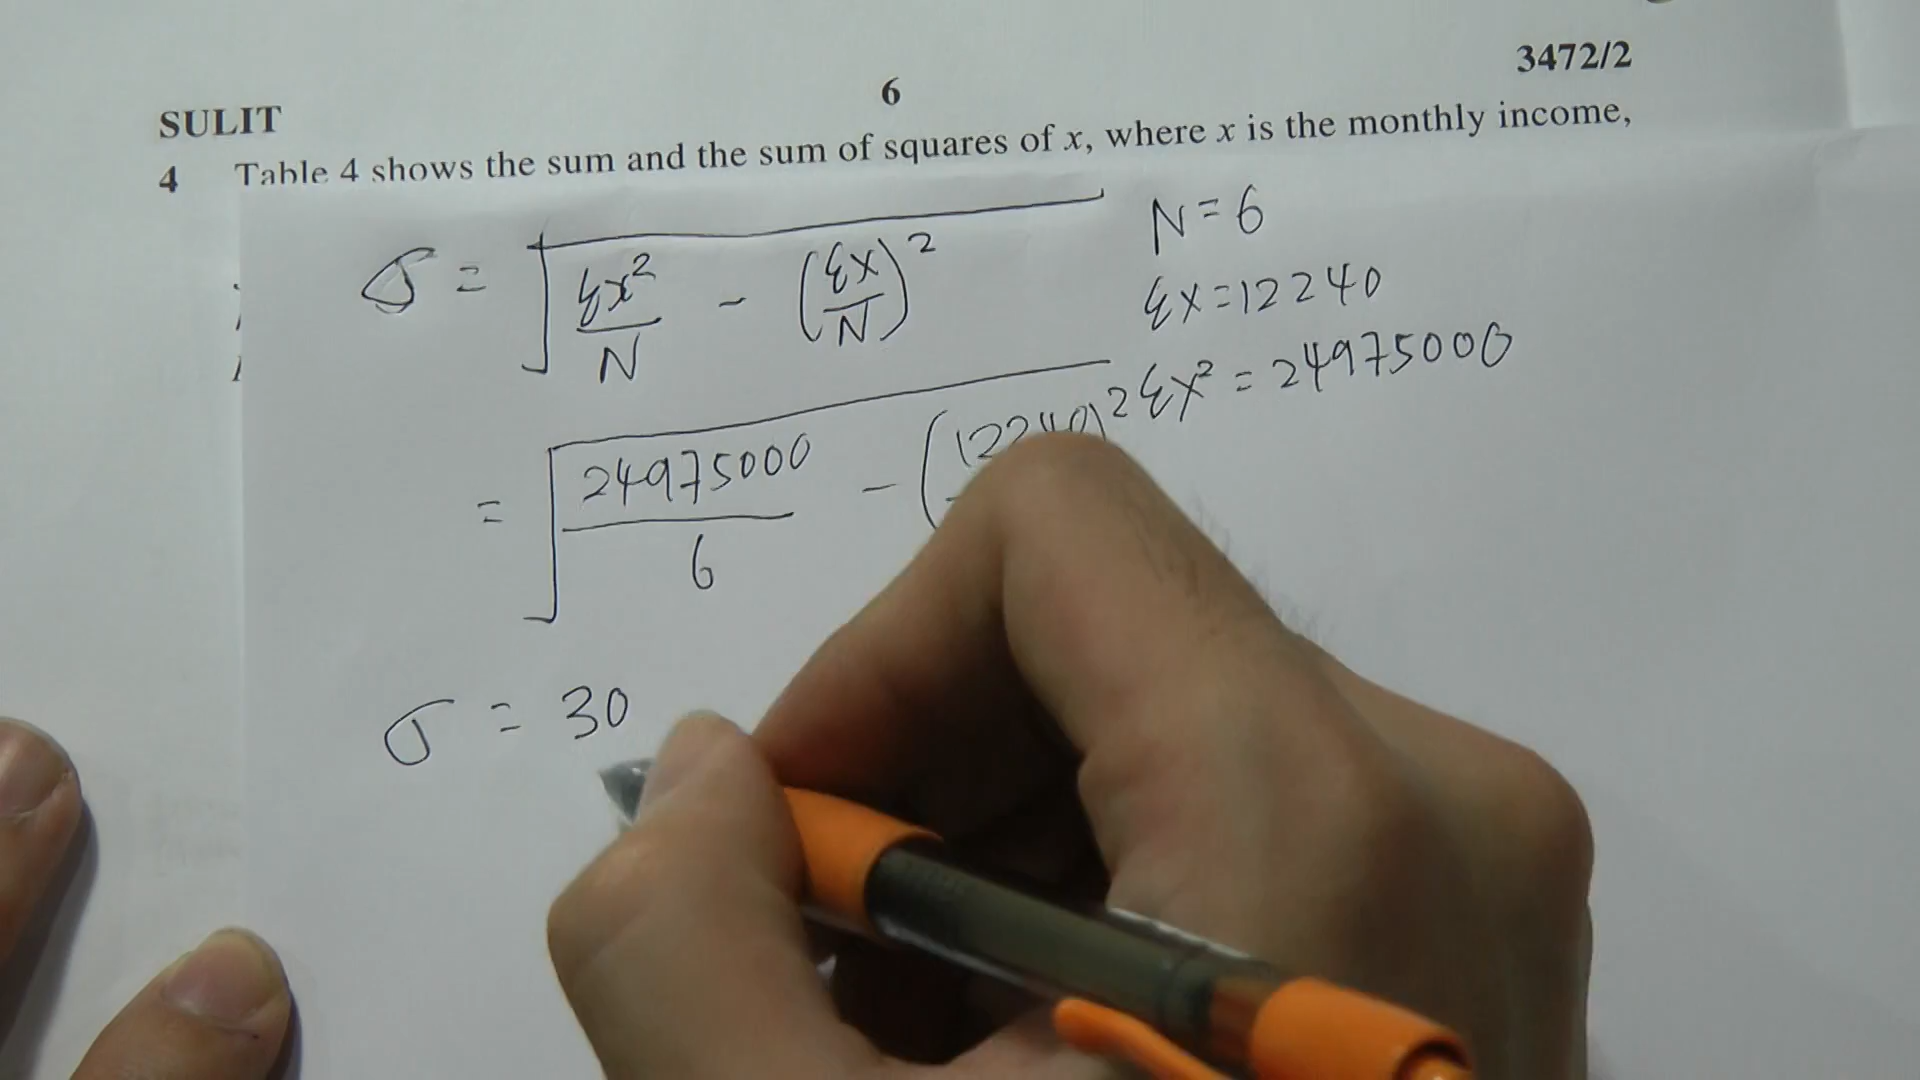 3472/2
6
SULIT
4 Table 4 shows the sum and the sum of squares of x, where x is the monthly income,
σ = √ Σx²/N - (Σx/N)²
N = 6
Σx = 12240
Σx² = 24975000
= √ 24975000/6 - (12240)²
σ = 30